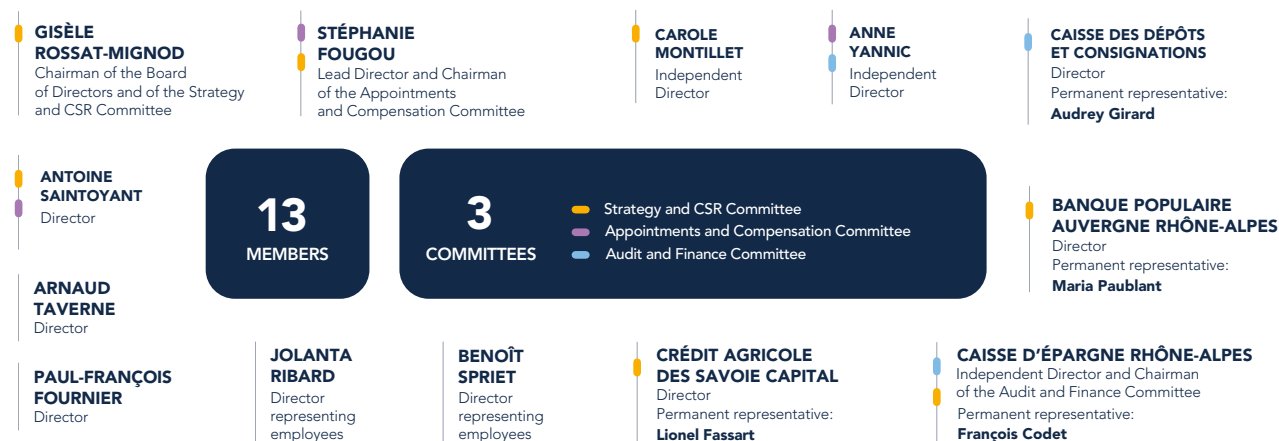 GISÈLE
ROSSAT-MIGNOD
Chairman of the Board
of Directors and of the Strategy
and CSR Committee
STÉPHANIE
FOUGOU
Lead Director and Chairman
of the Appointments
and Compensation Committee
CAROLE
MONTILLET
Independent
Director
ANNE
YANNIC
Independent
Director
CAISSE DES DÉPÔTS
ET CONSIGNATIONS
Director
Permanent representative:
Audrey Girard
ANTOINE
SAINTOYANT
Director
13
MEMBERS
3
COMMITTEES
Strategy and CSR Committee
Appointments and Compensation Committee
Audit and Finance Committee
BANQUE POPULAIRE
AUVERGNE RHÔNE-ALPES
Director
Permanent representative:
Maria Paublant
ARNAUD
TAVERNE
Director
PAUL-FRANÇOIS
FOURNIER
Director
JOLANTA
RIBARD
Director
representing
employees
BENOÎT
SPRIET
Director
representing
employees
CRÉDIT AGRICOLE
DES SAVOIE CAPITAL
Director
Permanent representative:
Lionel Fassart
CAISSE D'ÉPARGNE RHÔNE-ALPES
Independent Director and Chairman
of the Audit and Finance Committee
Permanent representative:
François Codet